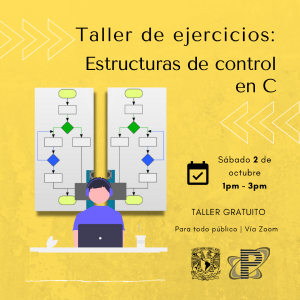 Taller de ejercicios:
Estructuras de control
en C
Sábado 2 de
octubre
1pm - 3pm
TALLER GRATUITO
Para todo público | Vía Zoom